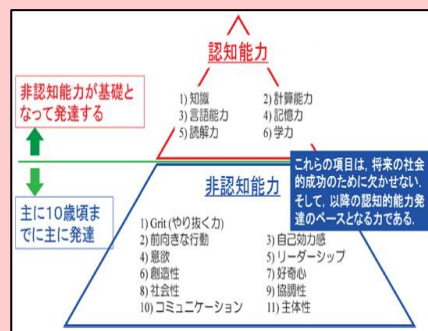 認知能力
非認知能力が基礎と
なって発達する
1) 知識
2) 計算能力
3) 言語能力
4) 記憶力
5) 読解力
6) 学力
主に10歳頃ま
でに主に発達
非認知能力
これらの項目は、将来の社会
的成功のために欠かせない。
そして、以降の認知的能力発
達のベースとなる力である。
1) Grit (やり抜く力)
2) 前向きな行動
3) 自己効力感
4) 意欲
5) リーダーシップ
6) 創造性
7) 好奇心
8) 社会性
9) 協調性
10) コミュニケーション
11) 主体性